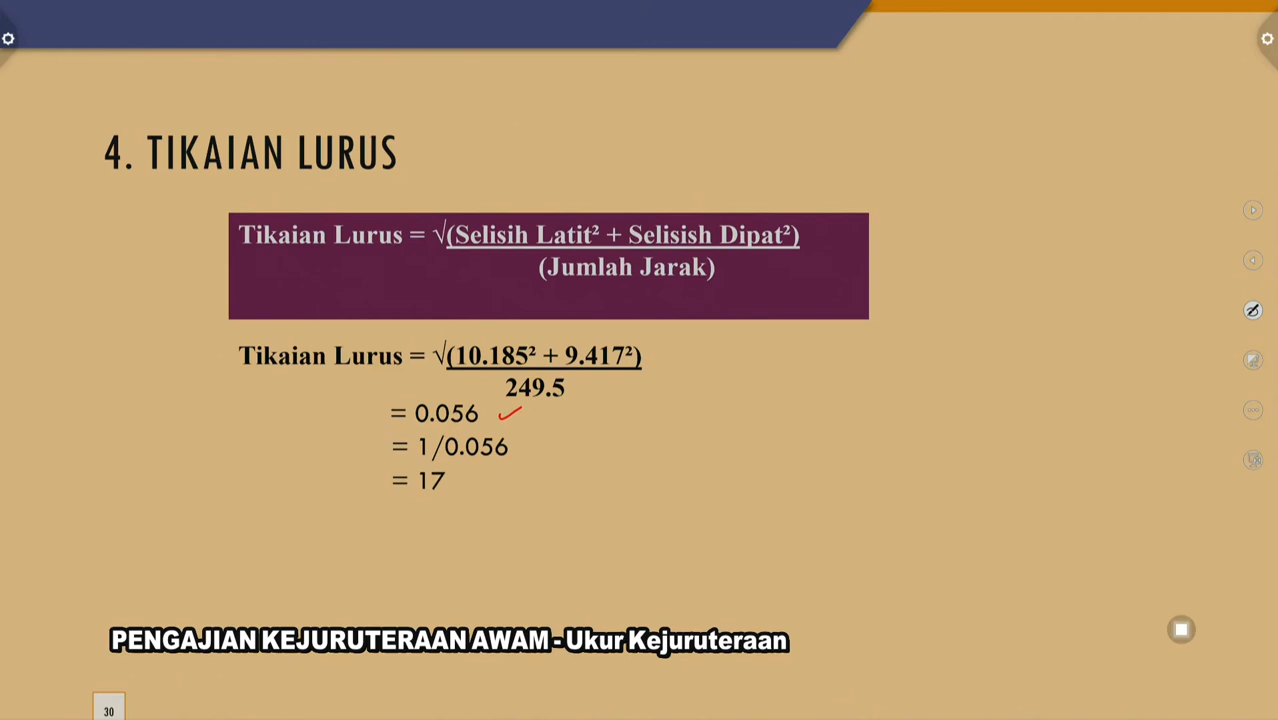 4. TIKAIAN LURUS
Tikaian Lurus = √(Selisih Latit² + Selisish Dipat²)
(Jumlah Jarak)
Tikaian Lurus = √(10.185² + 9.417²)
249.5
= 0.056
= 1/0.056
= 17
PENGAJIAN KEJURUTERAAN AWAM - Ukur Kejuruteraan
30